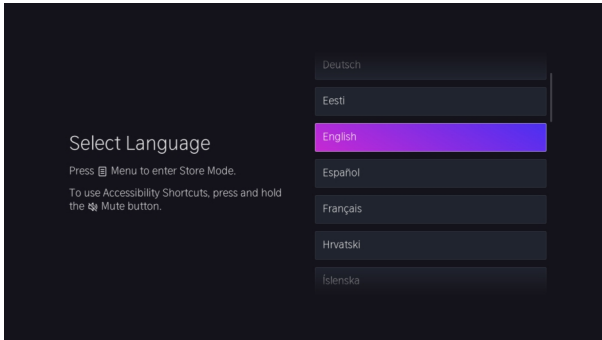 Select Language
Press Menu to enter Store Mode.
To use Accessibility Shortcuts, press and hold
the Mute button.
Deutsch
Eesti
English
Español
Français
Hrvatski
Íslenska